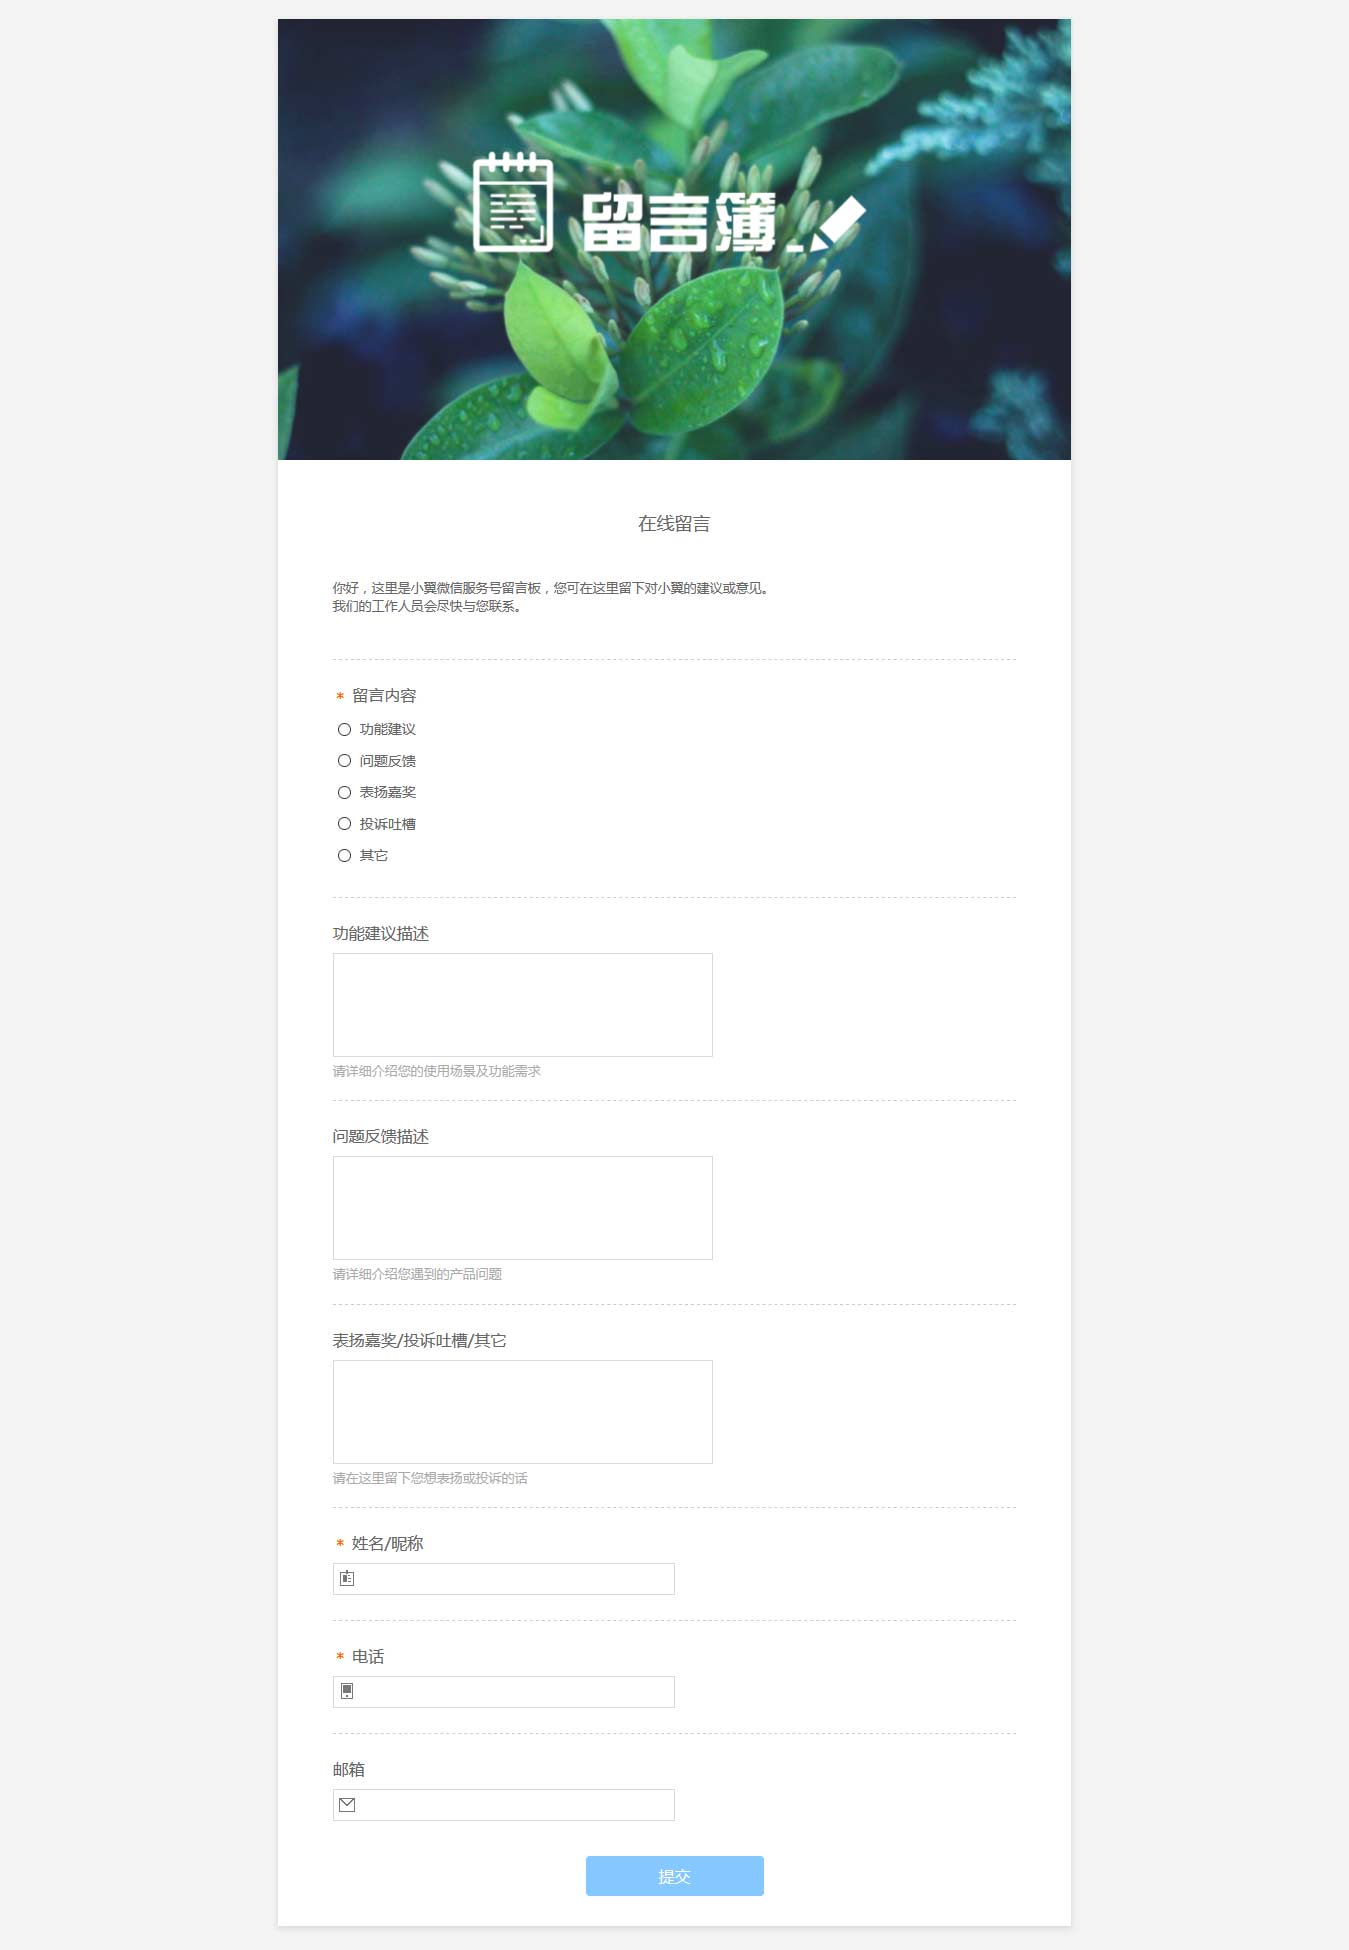 留言簿
在线留言
你好，这里是小翼微信服务号留言板，您可在这里留下对小翼的建议或意见。
我们的工作人员会尽快与您联系。
* 留言内容
功能建议
问题反馈
表扬嘉奖
投诉吐槽
其它
功能建议描述
请详细介绍您的使用场景及功能需求
问题反馈描述
请详细介绍您遇到的产品问题
表扬嘉奖/投诉吐槽/其它
请在这里留下您想表扬或投诉的话
* 姓名/昵称
* 电话
邮箱
提交